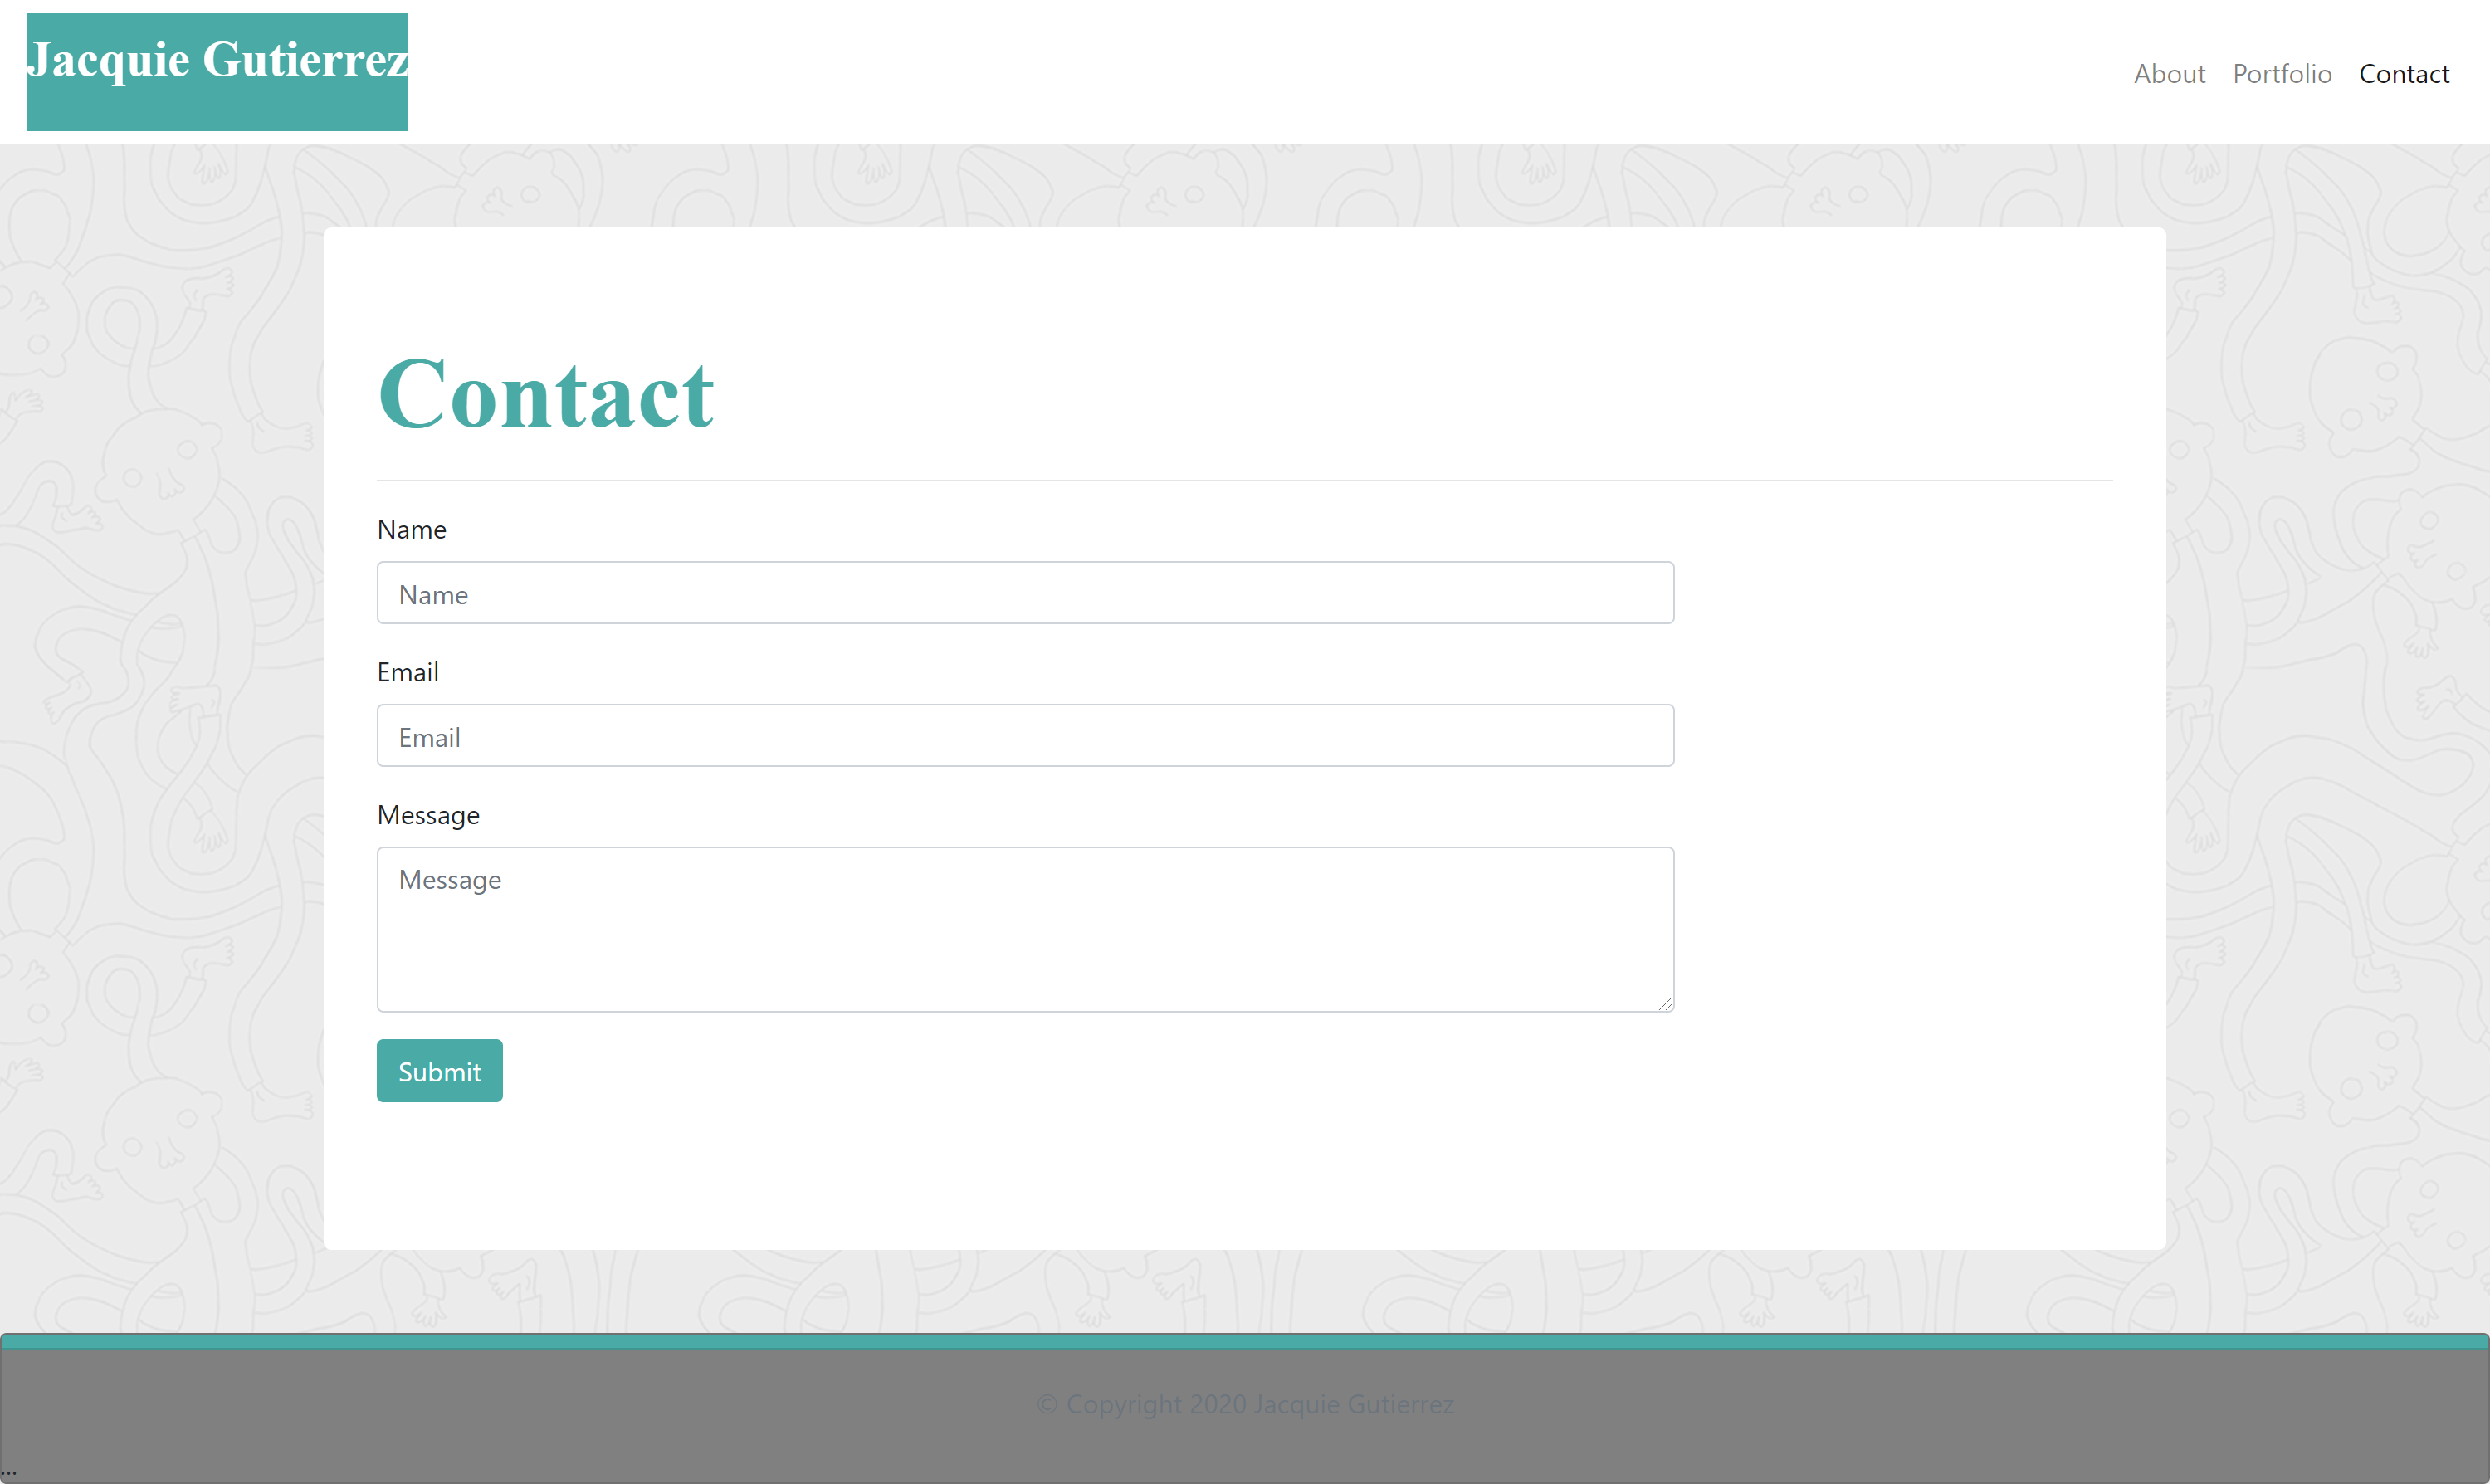 Jacquie Gutierrez
About Portfolio Contact
Contact
Name
Name
Email
Email
Message
Message
Submit
© Copyright 2020 Jacquie Gutierrez
...